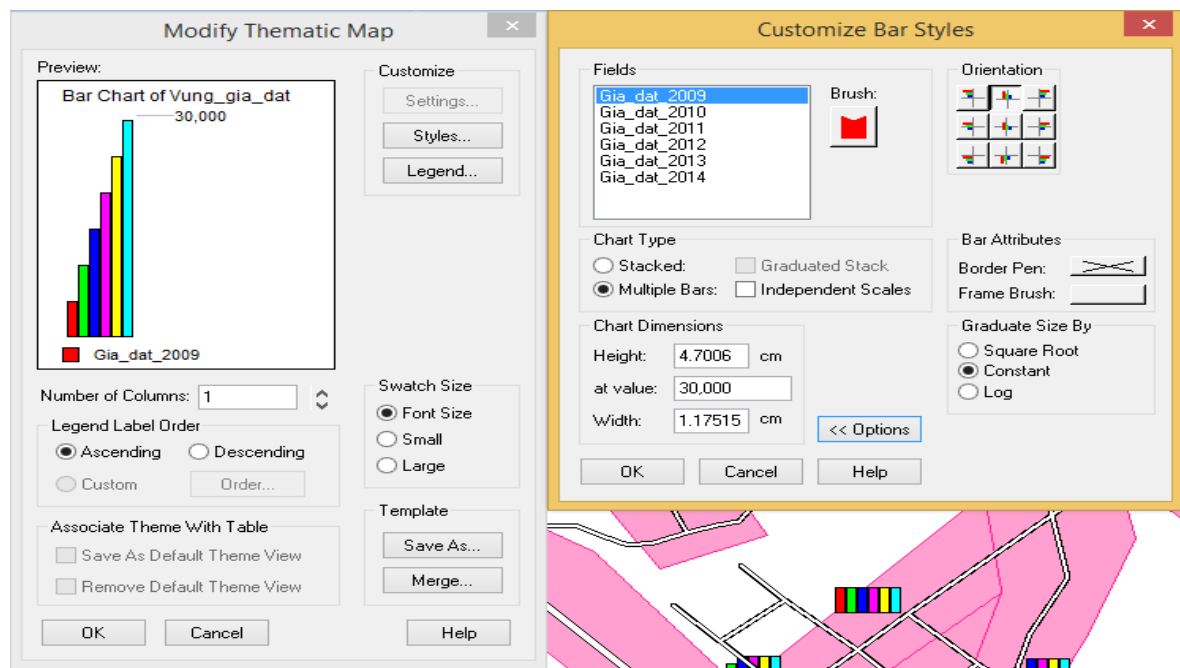 Modify Thematic Map
Preview:
Bar Chart of Vung_gia_dat
30,000
Gia_dat_2009
Customize
Settings...
Styles...
Legend...
Number of Columns: 1
Legend Label Order
Ascending Descending
Custom Order...
Swatch Size
Font Size
Small
Large
Associate Theme With Table
Save As Default Theme View
Remove Default Theme View
Template
Save As...
Merge...
OK Cancel Help
Customize Bar Styles
Fields
Gia_dat_2009
Gia_dat_2010
Gia_dat_2011
Gia_dat_2012
Gia_dat_2013
Gia_dat_2014
Brush:
Orientation
Chart Type
Stacked: Graduated Stack
Multiple Bars: Independent Scales
Bar Attributes
Border Pen:
Frame Brush:
Chart Dimensions
Height: 4.7006 cm
at value: 30,000
Width: 1.17515 cm
<< Options
Graduate Size By
Square Root
Constant
Log
OK Cancel Help